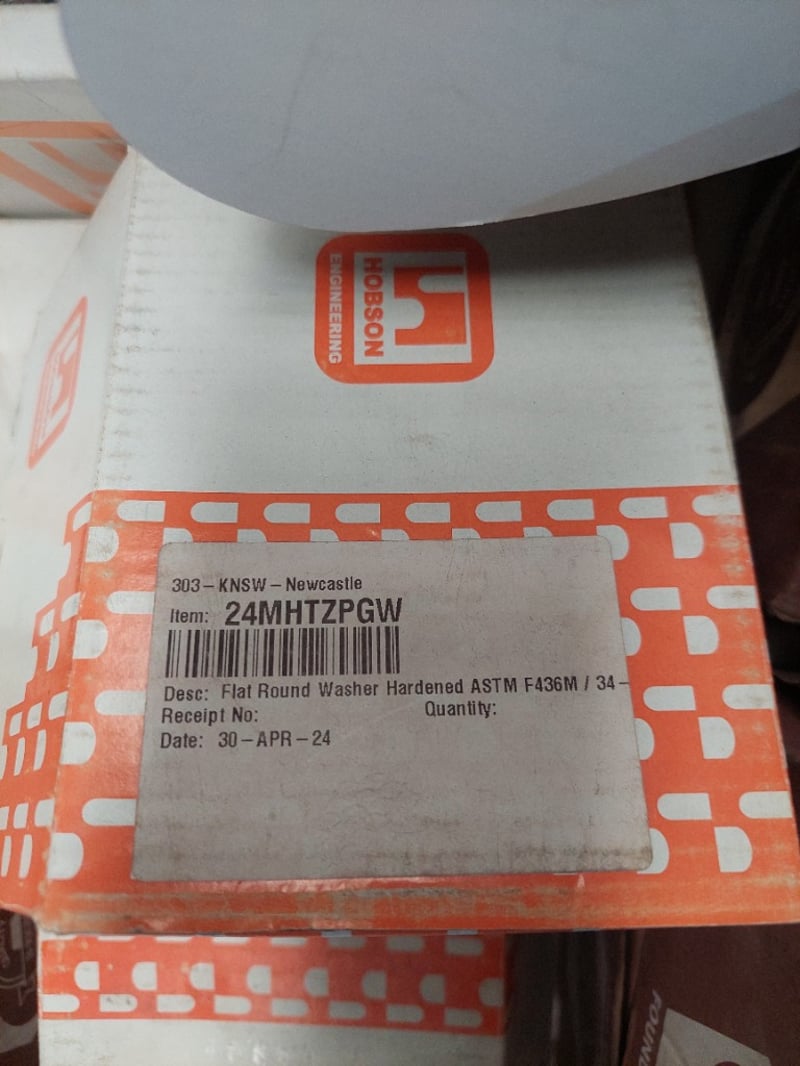 HOBSON
ENGINEERING
303-KNSW-Newcastle
Item: 24MHTZPGW
Desc: Flat Round Washer Hardened ASTM F436M / 34-
Receipt No: Quantity:
Date: 30-APR-24